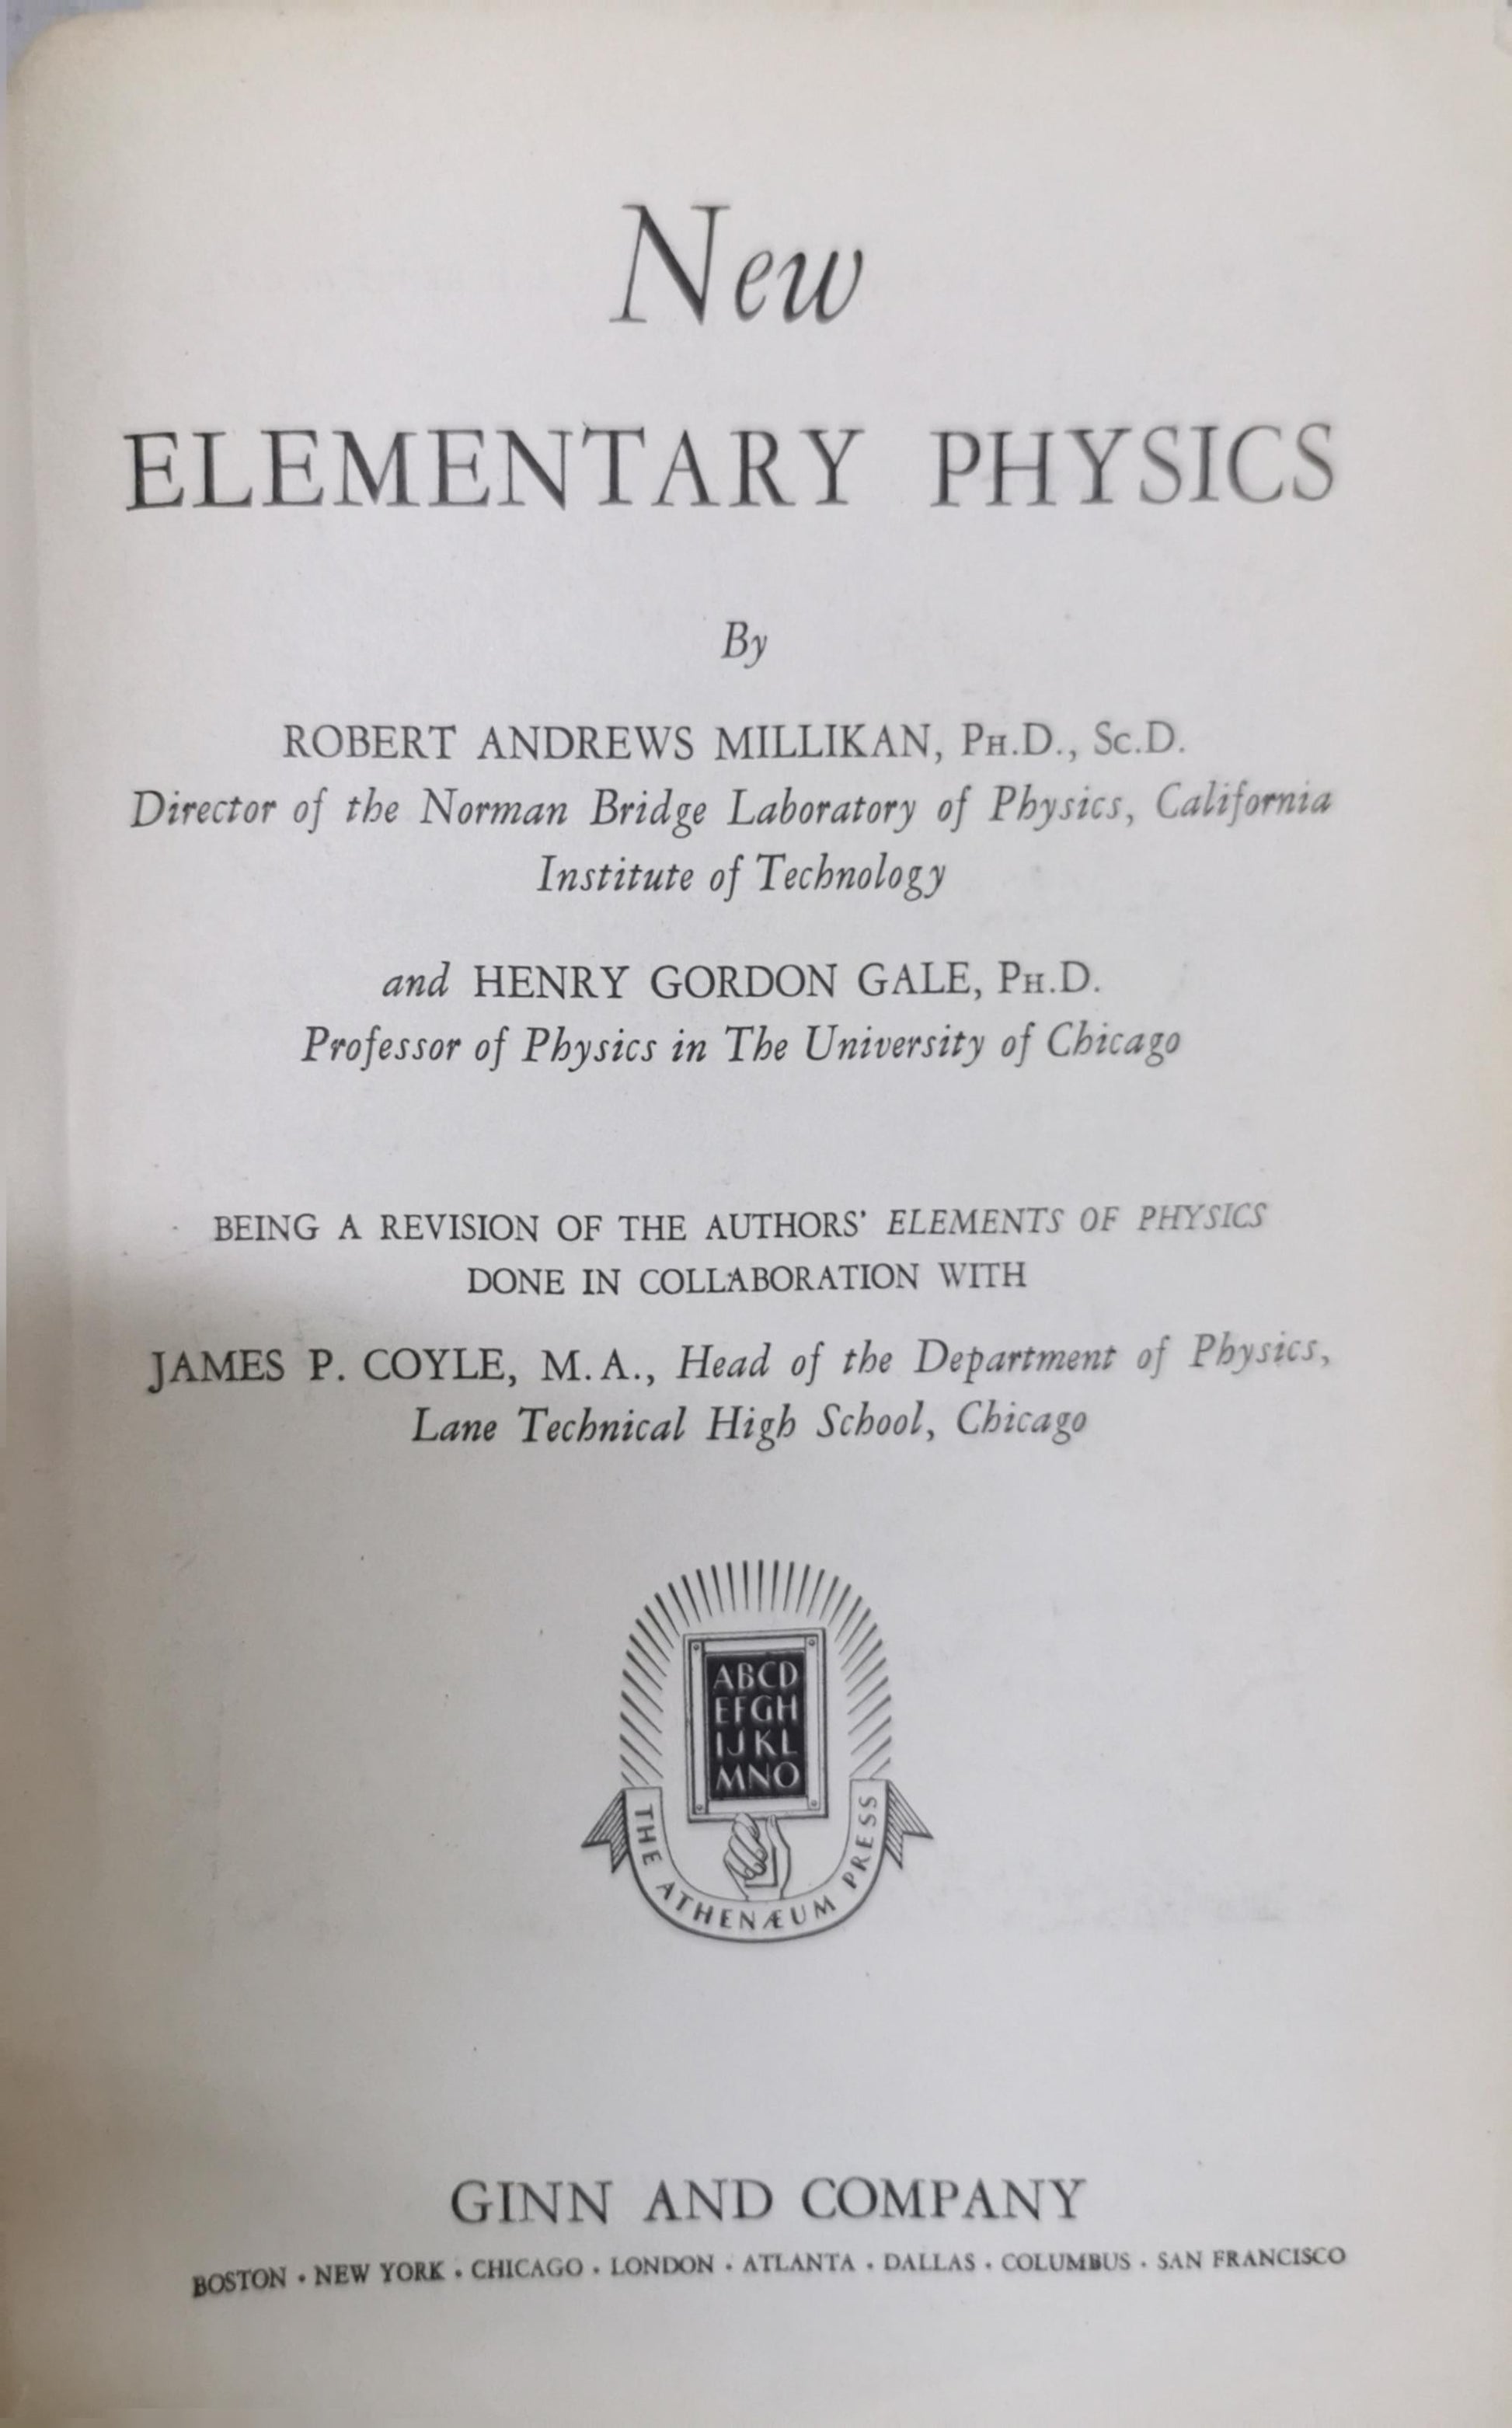 New
ELEMENTARY PHYSICS
By
ROBERT ANDREWS MILLIKAN, PH.D., Sc.D.
Director of the Norman Bridge Laboratory of Physics, California
Institute of Technology
and HENRY GORDON GALE, PH.D.
Professor of Physics in The University of Chicago
BEING A REVISION OF THE AUTHORS' ELEMENTS OF PHYSICS
DONE IN COLLABORATION WITH
JAMES P. COYLE, M.A., Head of the Department of Physics,
Lane Technical High School, Chicago
ABCD
EFGH
IJKL
MNO
THE ATHENÆUM PRESS
GINN AND COMPANY
BOSTON · NEW YORK · CHICAGO · LONDON · ATLANTA · DALLAS · COLUMBUS · SAN FRANCISCO